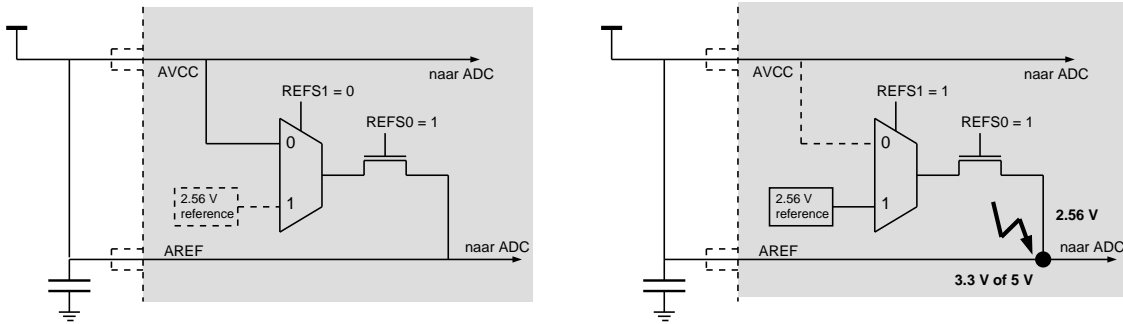 AVCC
naar ADC
REFS1 = 0
REFS0 = 1
0
2.56 V
reference
1
AREF
naar ADC
AVCC
naar ADC
REFS1 = 1
REFS0 = 1
0
2.56 V
reference
1
2.56 V
AREF
naar ADC
3.3 V of 5 V